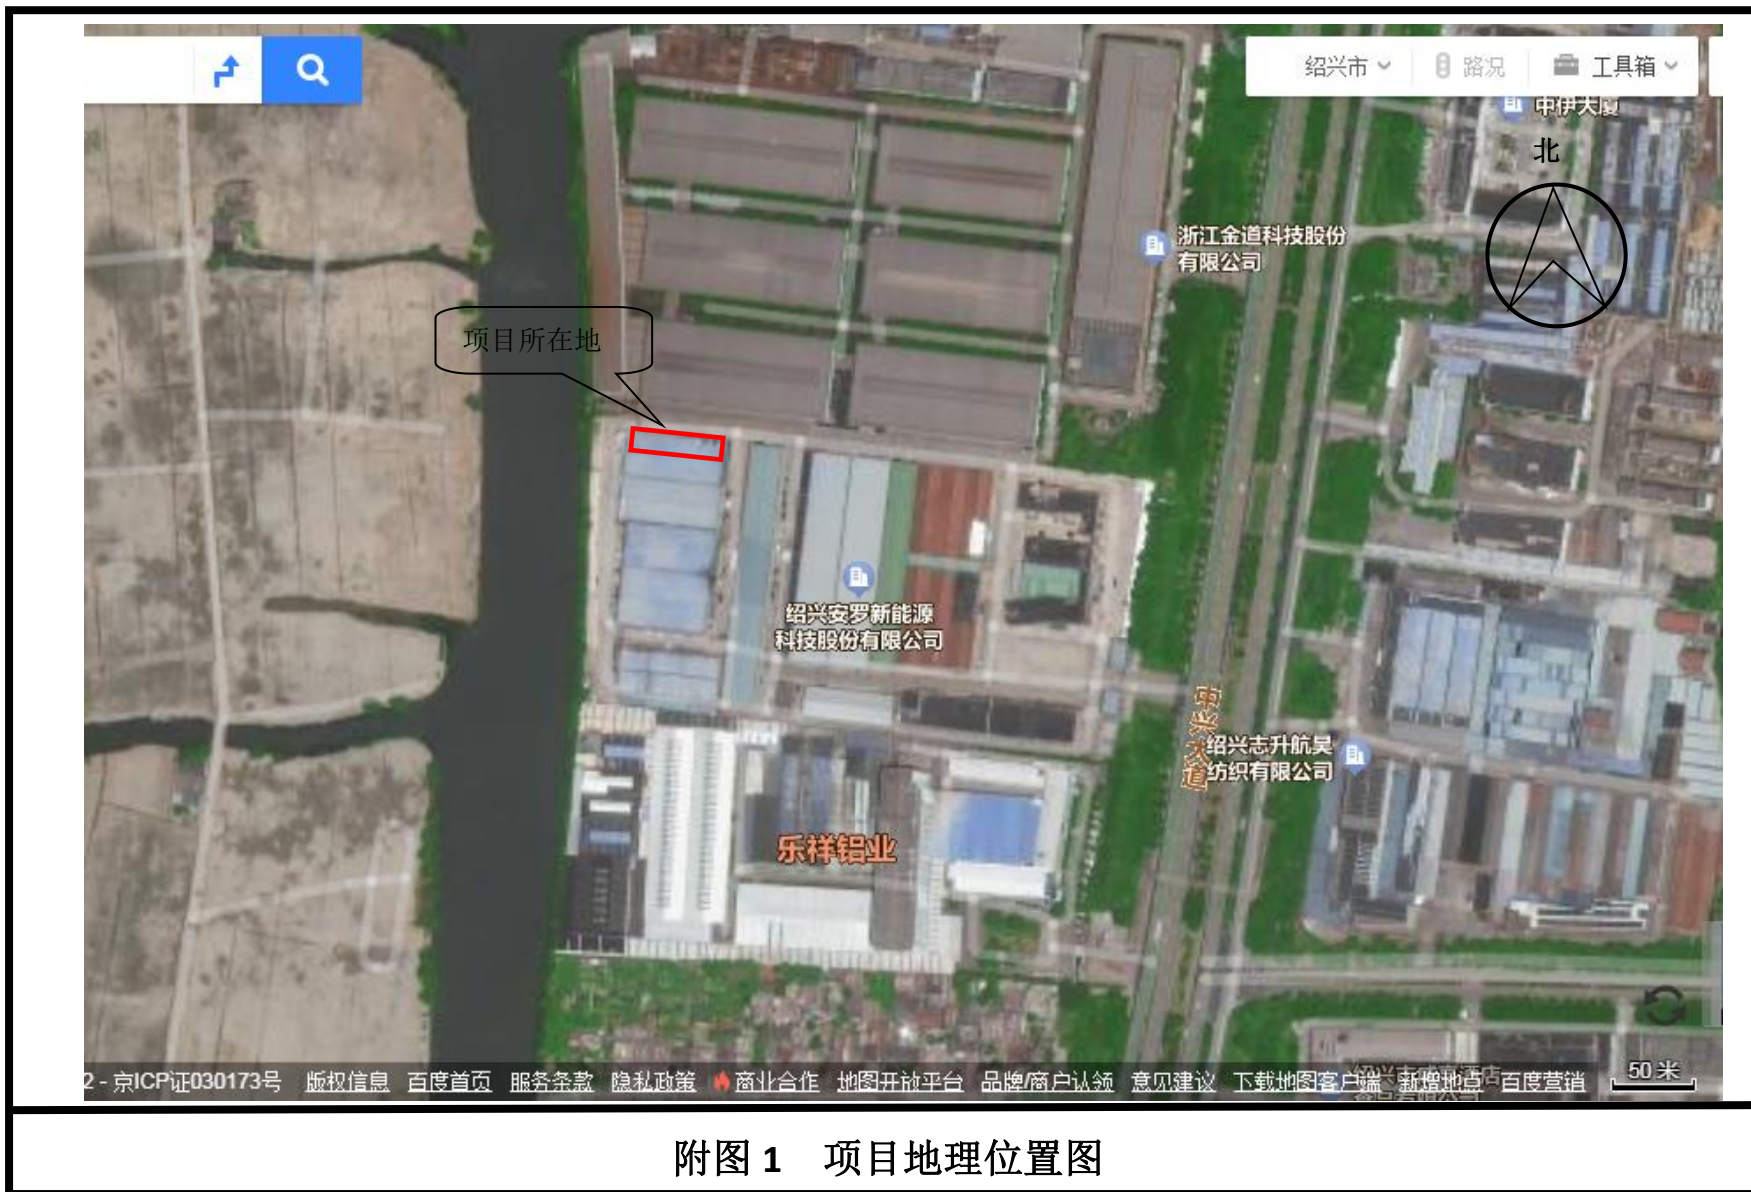 绍兴市
路况
工具箱
中伊大厦
北
浙江金道科技股份
有限公司
项目所在地
绍兴安罗新能源
科技股份有限公司
中兴大道
绍兴志升航昊
纺织有限公司
乐祥铝业
2 - 京ICP证030173号 版权信息 百度首页 服务条款 隐私政策 商业合作 地图开放平台 品牌/商户认领 意见建议 下载地图客户端 新增地点 百度营销
50 米
附图 1 项目地理位置图